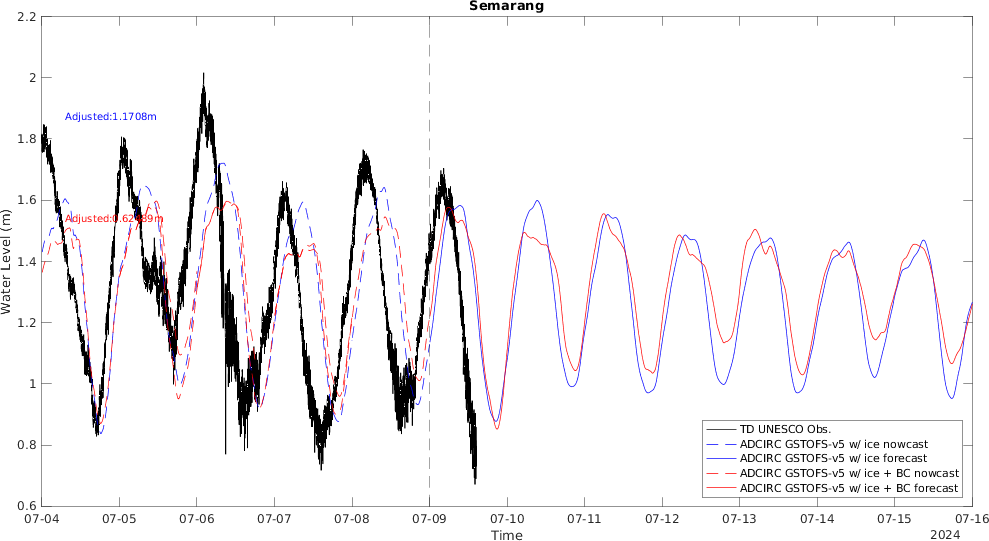 Semarang
2.2
2
1.8
1.6
1.4
1.2
1
0.8
0.6
Water Level (m)
Adjusted:1.1708m
07-04 07-05 07-06 07-07 07-08 07-09 07-10 07-11 07-12 07-13 07-14 07-15 07-16
Time
2024
TD UNESCO Obs.
ADCIRC GSTOFS-v5 w/ ice nowcast
ADCIRC GSTOFS-v5 w/ ice forecast
ADCIRC GSTOFS-v5 w/ ice + BC nowcast
ADCIRC GSTOFS-v5 w/ ice + BC forecast